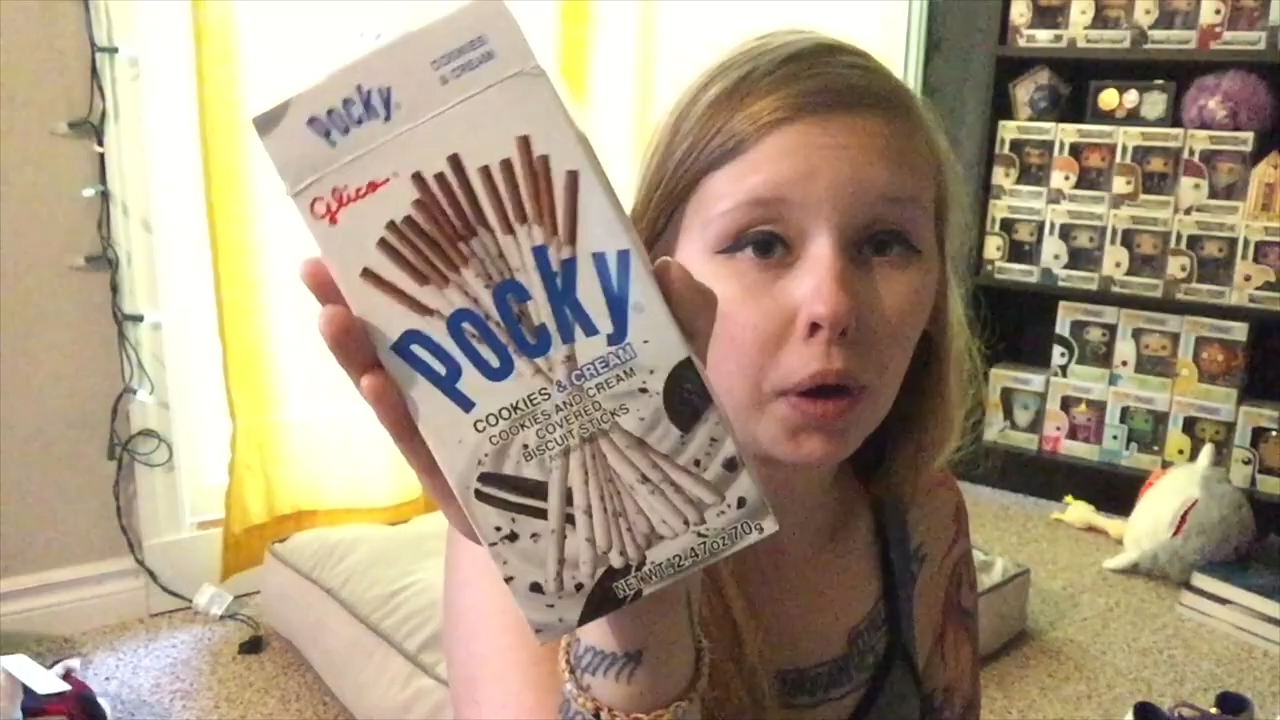 Pocky
COOKIES
& CREAM
Glico
Pocky
COOKIES & CREAM
COOKIES AND CREAM
COVERED
BISCUIT STICKS
NET WT. 2.47oz 70g